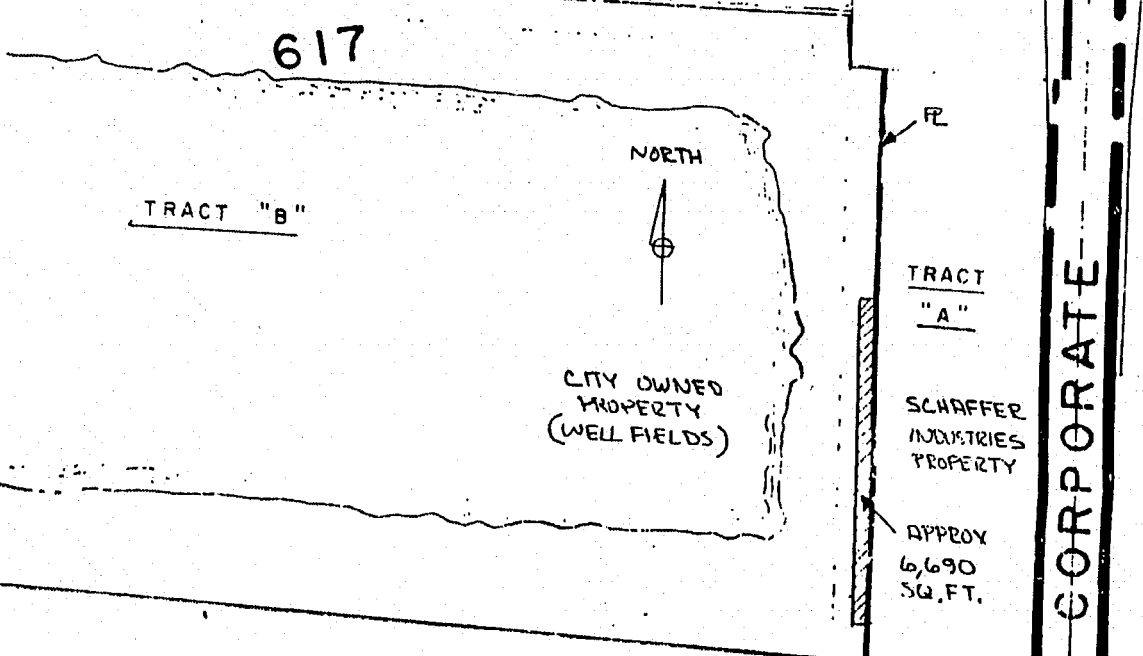 617
PL
NORTH
TRACT "B"
TRACT
"A"
CITY OWNED
PROPERTY
(WELL FIELDS)
SCHAFFER
INDUSTRIES
PROPERTY
APPROX
6,690
SQ.FT.
CORPORATE